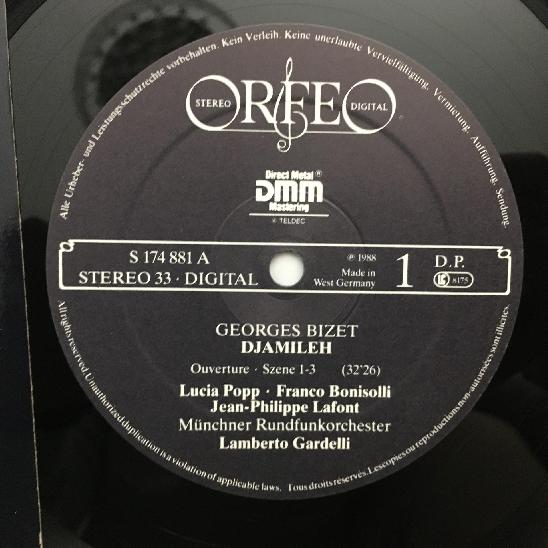 Alle Urheber- und Leistungsschutzrechte vorbehalten. Kein Verleih. Keine unerlaubte Vervielfältigung, Vermietung, Aufführung, Sendung.
ORFEO
STEREO
DIGITAL
Direct Metal ®
DMM
Mastering
© TELDEC
S 174 881 A
STEREO 33 · DIGITAL
℗ 1988
Made in
West Germany
1
D.P.
8175
GEORGES BIZET
DJAMILEH
Ouverture · Szene 1-3 (32'26)
Lucia Popp · Franco Bonisolli
Jean-Philippe Lafont
Münchner Rundfunkorchester
Lamberto Gardelli
All rights reserved. Unauthorized duplication is a violation of applicable laws. Tous droits réservés. Les copies ou reproductions non-autorisées sont illicites.